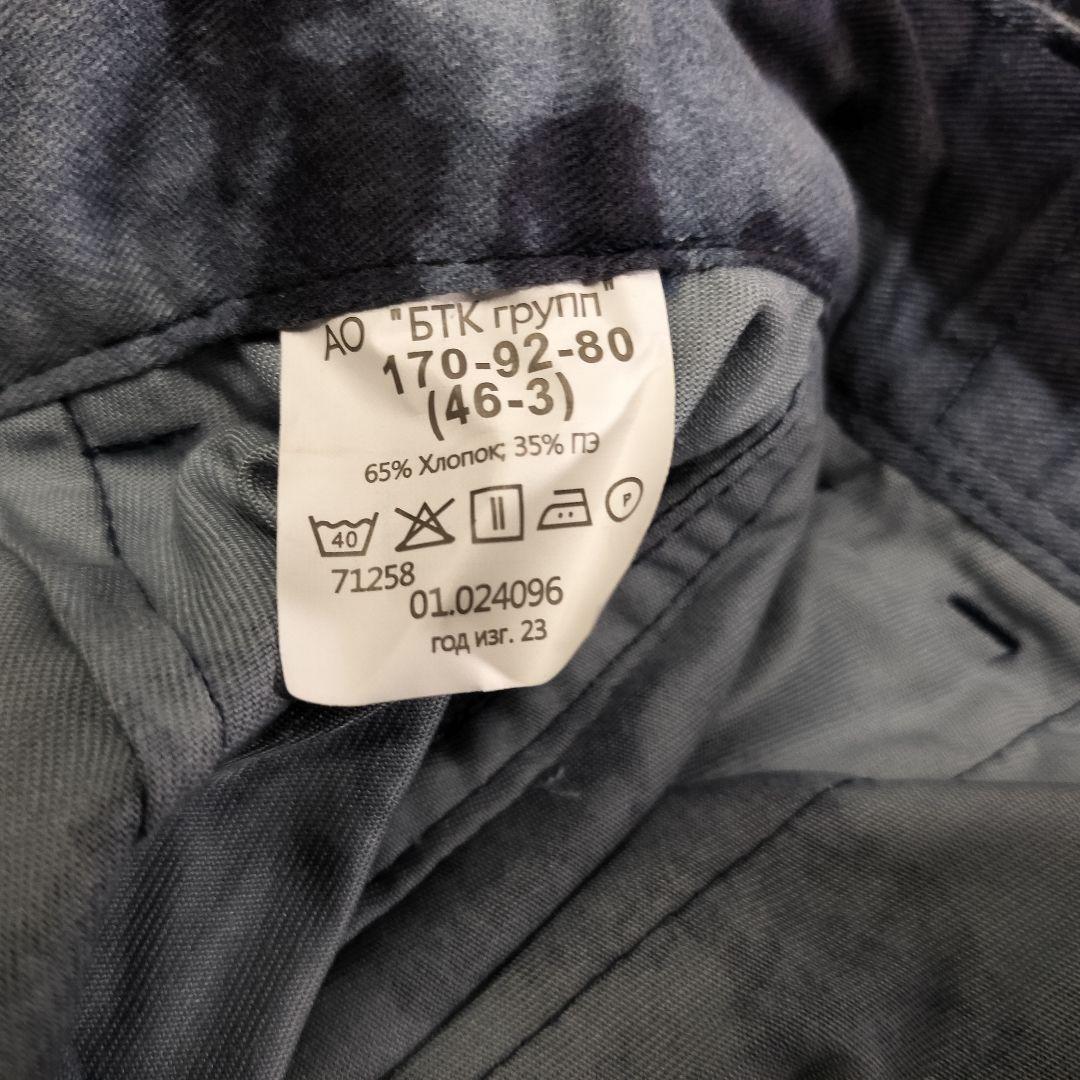 АО "БТК групп"
170-92-80
(46-3)
65% Хлопок; 35% ПЭ
40 P
71258
01.024096
год изг. 23